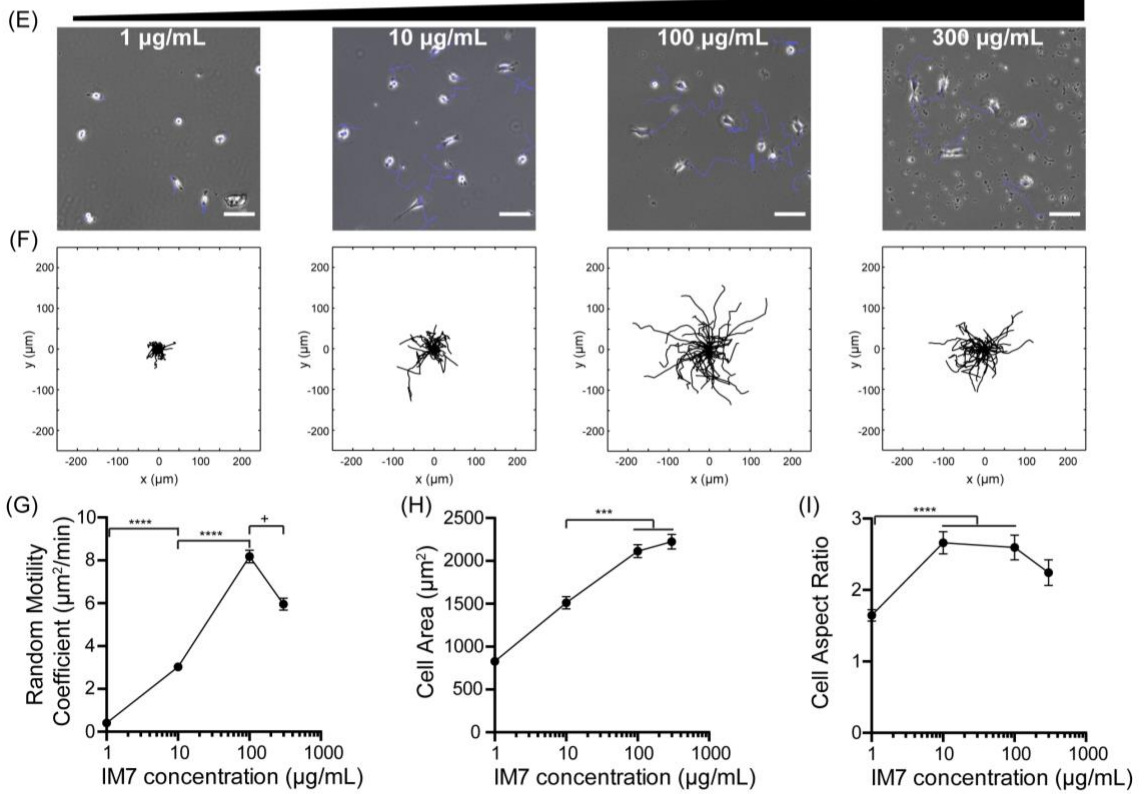 (E)
1 µg/mL 10 µg/mL 100 µg/mL 300 µg/mL
(F)
200 200 200 200
100 100 100 100
0 0 0 0
-100 -100 -100 -100
-200 -200 -200 -200
y (µm) y (µm) y (µm) y (µm)
-200 -100 0 100 200 -200 -100 0 100 200 -200 -100 0 100 200 -200 -100 0 100 200
x (µm) x (µm) x (µm) x (µm)
(G)
Random Motility
Coefficient (µm²/min)
10
8
6
4
2
0
**** **** +
1 10 100 1000
IM7 concentration (µg/mL)
(H)
Cell Area (µm²)
2500
2000
1500
1000
500
0
***
1 10 100 1000
IM7 concentration (µg/mL)
(I)
Cell Aspect Ratio
3
2
1
0
****
1 10 100 1000
IM7 concentration (µg/mL)